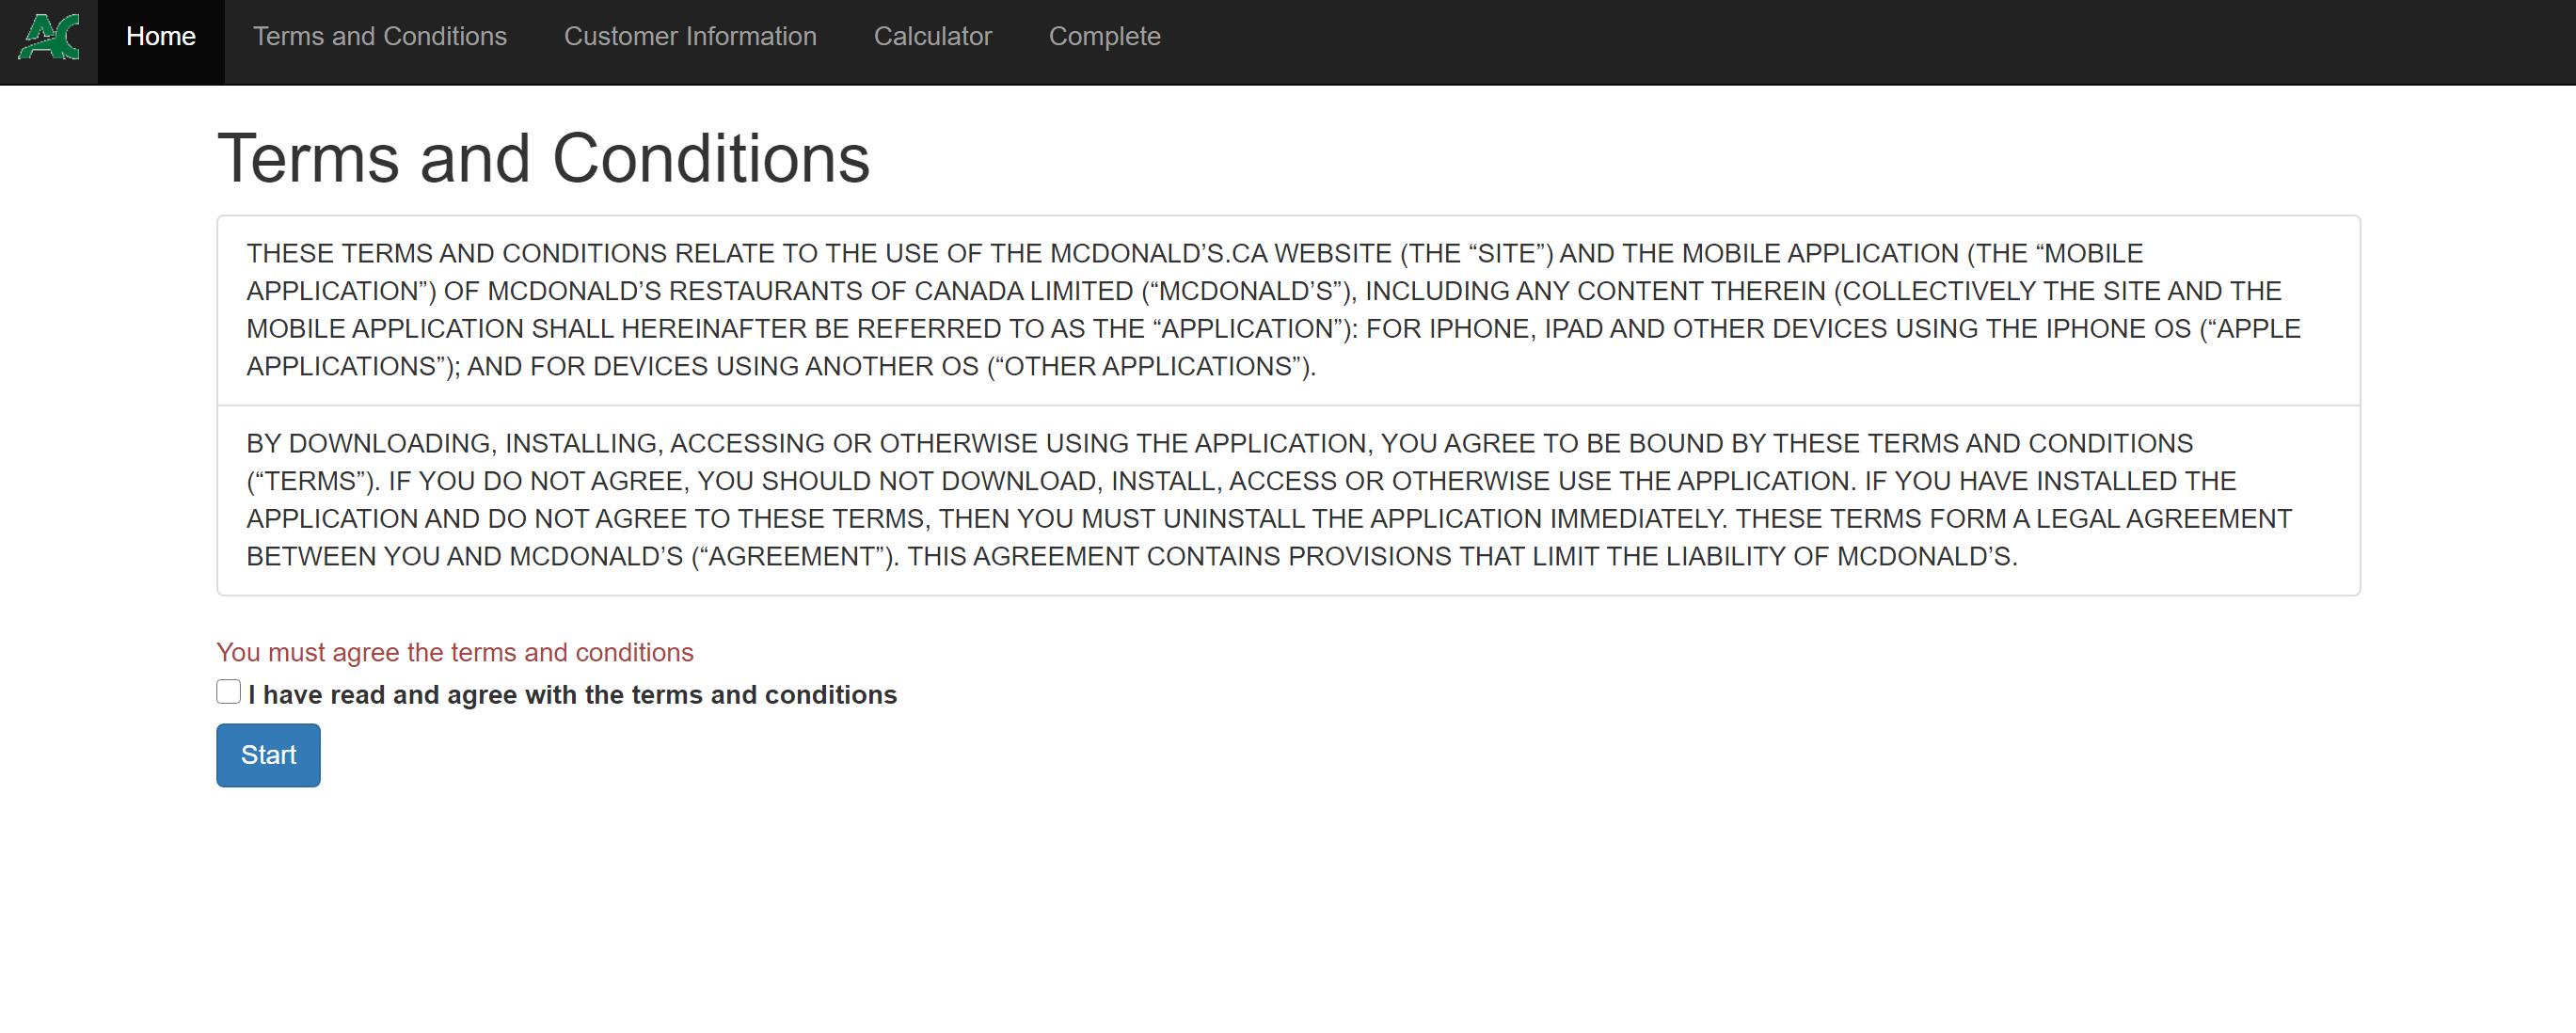 AC
Home
Terms and Conditions
Customer Information
Calculator
Complete
Terms and Conditions
THESE TERMS AND CONDITIONS RELATE TO THE USE OF THE MCDONALD’S.CA WEBSITE (THE “SITE”) AND THE MOBILE APPLICATION (THE “MOBILE
APPLICATION”) OF MCDONALD’S RESTAURANTS OF CANADA LIMITED (“MCDONALD’S”), INCLUDING ANY CONTENT THEREIN (COLLECTIVELY THE SITE AND THE
MOBILE APPLICATION SHALL HEREINAFTER BE REFERRED TO AS THE “APPLICATION”): FOR IPHONE, IPAD AND OTHER DEVICES USING THE IPHONE OS (“APPLE
APPLICATIONS”); AND FOR DEVICES USING ANOTHER OS (“OTHER APPLICATIONS”).
BY DOWNLOADING, INSTALLING, ACCESSING OR OTHERWISE USING THE APPLICATION, YOU AGREE TO BE BOUND BY THESE TERMS AND CONDITIONS
(“TERMS”). IF YOU DO NOT AGREE, YOU SHOULD NOT DOWNLOAD, INSTALL, ACCESS OR OTHERWISE USE THE APPLICATION. IF YOU HAVE INSTALLED THE
APPLICATION AND DO NOT AGREE TO THESE TERMS, THEN YOU MUST UNINSTALL THE APPLICATION IMMEDIATELY. THESE TERMS FORM A LEGAL AGREEMENT
BETWEEN YOU AND MCDONALD’S (“AGREEMENT”). THIS AGREEMENT CONTAINS PROVISIONS THAT LIMIT THE LIABILITY OF MCDONALD’S.
You must agree the terms and conditions
I have read and agree with the terms and conditions
Start